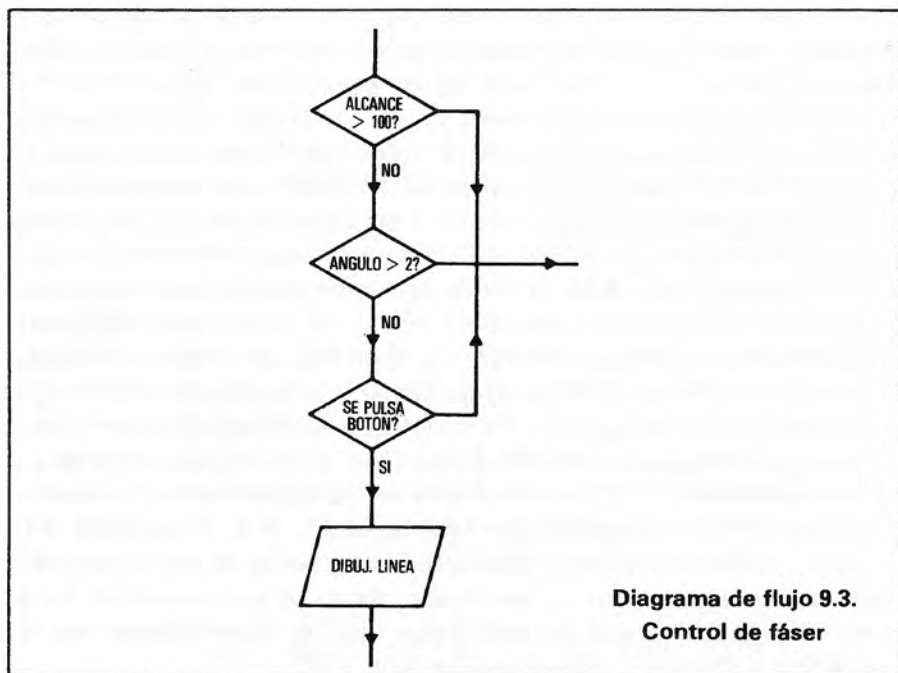 ALCANCE
> 100?
NO
ANGULO > 2?
NO
SE PULSA
BOTON?
SI
DIBUJ. LINEA
Diagrama de flujo 9.3.
Control de fáser